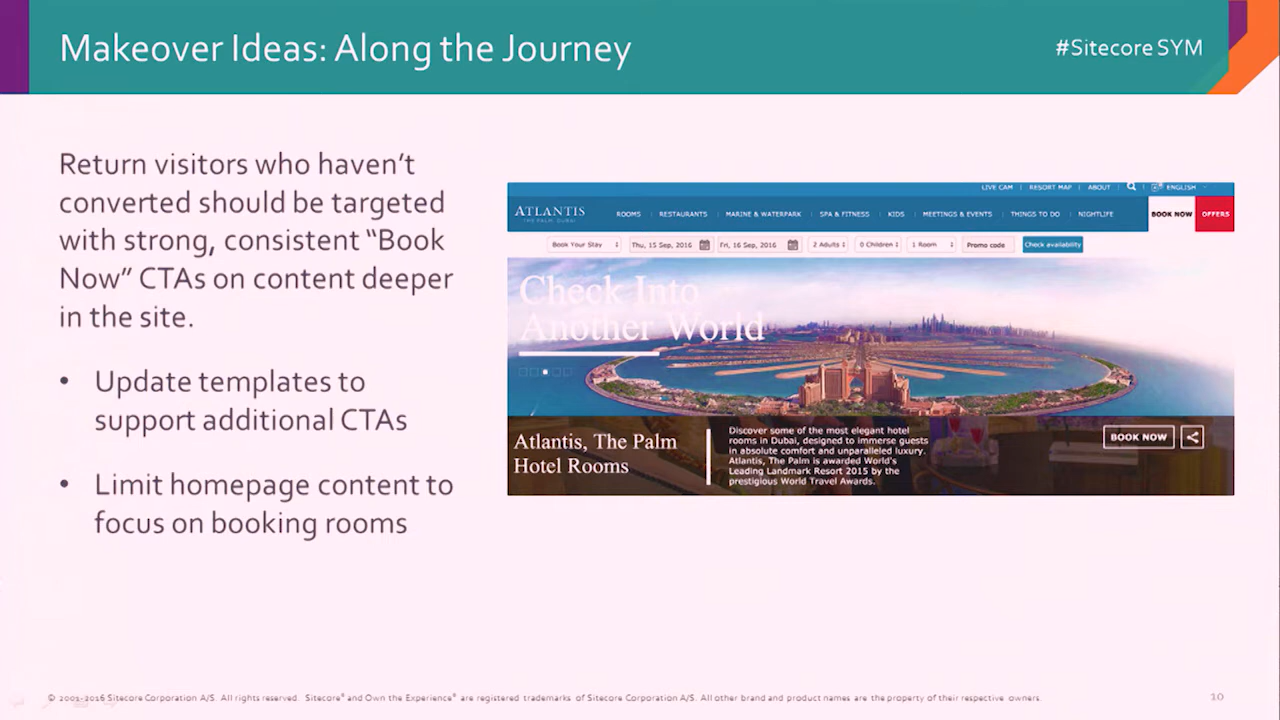 Makeover Ideas: Along the Journey
#Sitecore SYM
Return visitors who haven't
converted should be targeted
with strong, consistent “Book
Now” CTAs on content deeper
in the site.
• Update templates to
support additional CTAs
• Limit homepage content to
focus on booking rooms
LIVE CAM | RESORT MAP | ABOUT | ENGLISH
ATLANTIS
THE PALM, DUBAI
ROOMS | RESTAURANTS | MARINE & WATERPARK | SPA & FITNESS | KIDS | MEETINGS & EVENTS | THINGS TO DO | NIGHTLIFE
BOOK NOW
OFFERS
Book Your Stay
Thu, 15 Sep, 2016
Fri, 16 Sep, 2016
2 Adults
0 Children
1 Room
Promo code
Check availability
Check Into
Another World
Atlantis, The Palm
Hotel Rooms
Discover some of the most elegant hotel
rooms in Dubai, designed to immerse guests
in absolute comfort and unparalleled luxury.
Atlantis, The Palm is awarded World's
Leading Landmark Resort 2015 by the
prestigious World Travel Awards.
BOOK NOW
© 2001-2016 Sitecore Corporation A/S. All rights reserved. Sitecore® and Own the Experience® are registered trademarks of Sitecore Corporation A/S. All other brand and product names are the property of their respective owners.
10